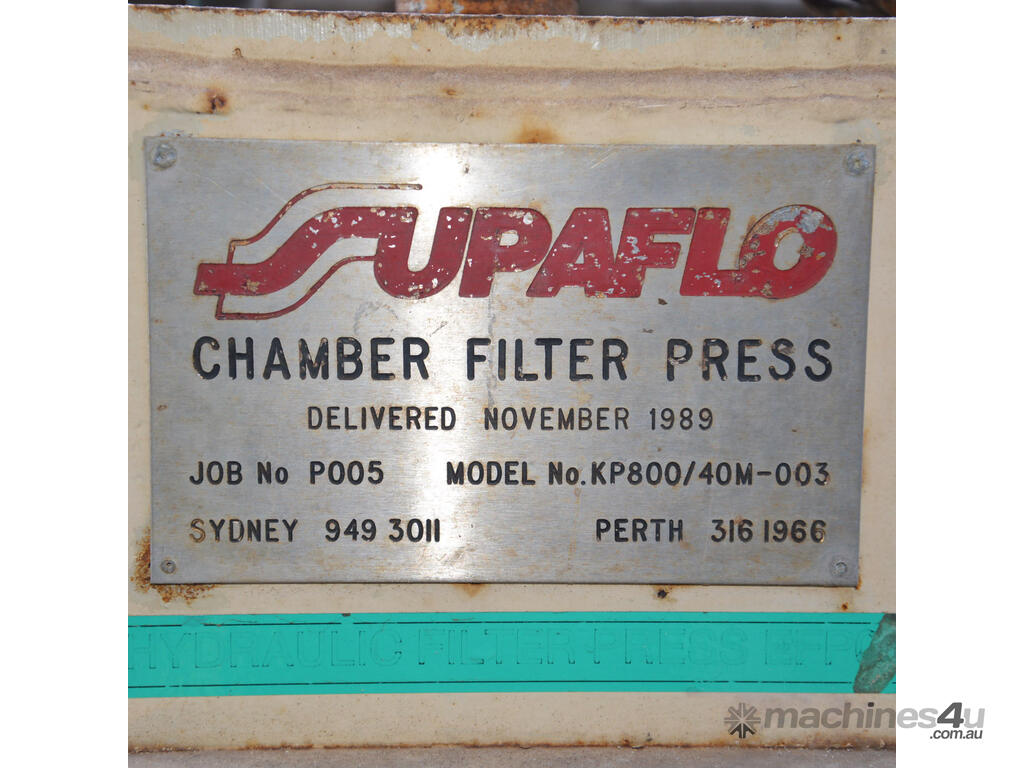 SUPAFLO
CHAMBER FILTER PRESS
DELIVERED NOVEMBER 1989
JOB No P005 MODEL No. KP800/40M-003
SYDNEY 949 3011 PERTH 316 1966
HYDRAULIC FILTER PRESS
machines4u
.com.au